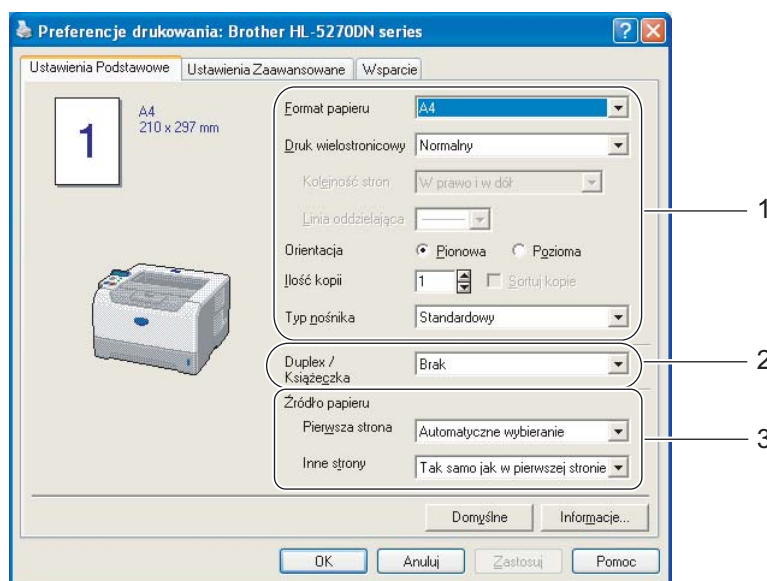 Preferencje drukowania: Brother HL-5270DN series
Ustawienia Podstawowe Ustawienia Zaawansowane Wsparcie
1
A4
210 x 297 mm
Format papieru A4
Druk wielostronicowy Normalny
Kolejność stron W prawo i w dół
Linia oddzielająca
Orientacja Pionowa Pozioma
Ilość kopii 1 Sortuj kopie
Typ nośnika Standardowy
1
Duplex / Książeczka Brak
2
Źródło papieru
Pierwsza strona Automatyczne wybieranie
Inne strony Tak samo jak w pierwszej stronie
3
Domyślne Informacje...
OK Anuluj Zastosuj Pomoc